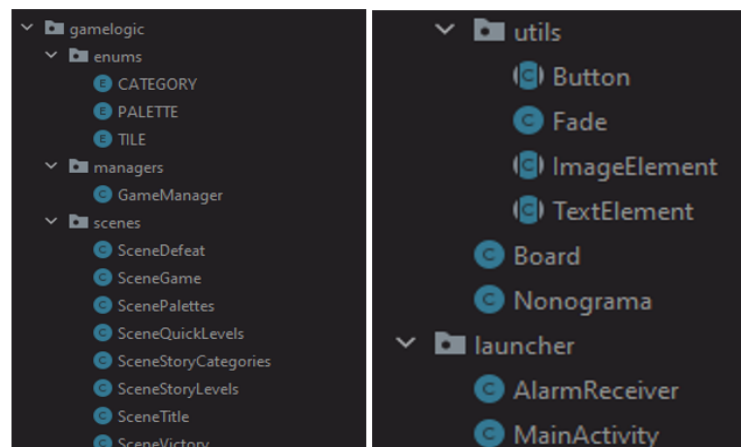 gamelogic
enums
E CATEGORY
E PALETTE
E TILE
managers
C GameManager
scenes
C SceneDefeat
C SceneGame
C ScenePalettes
C SceneQuickLevels
C SceneStoryCategories
C SceneStoryLevels
C SceneTitle
C SceneVictory
utils
C Button
C Fade
C ImageElement
C TextElement
C Board
C Nonograma
launcher
C AlarmReceiver
C MainActivity